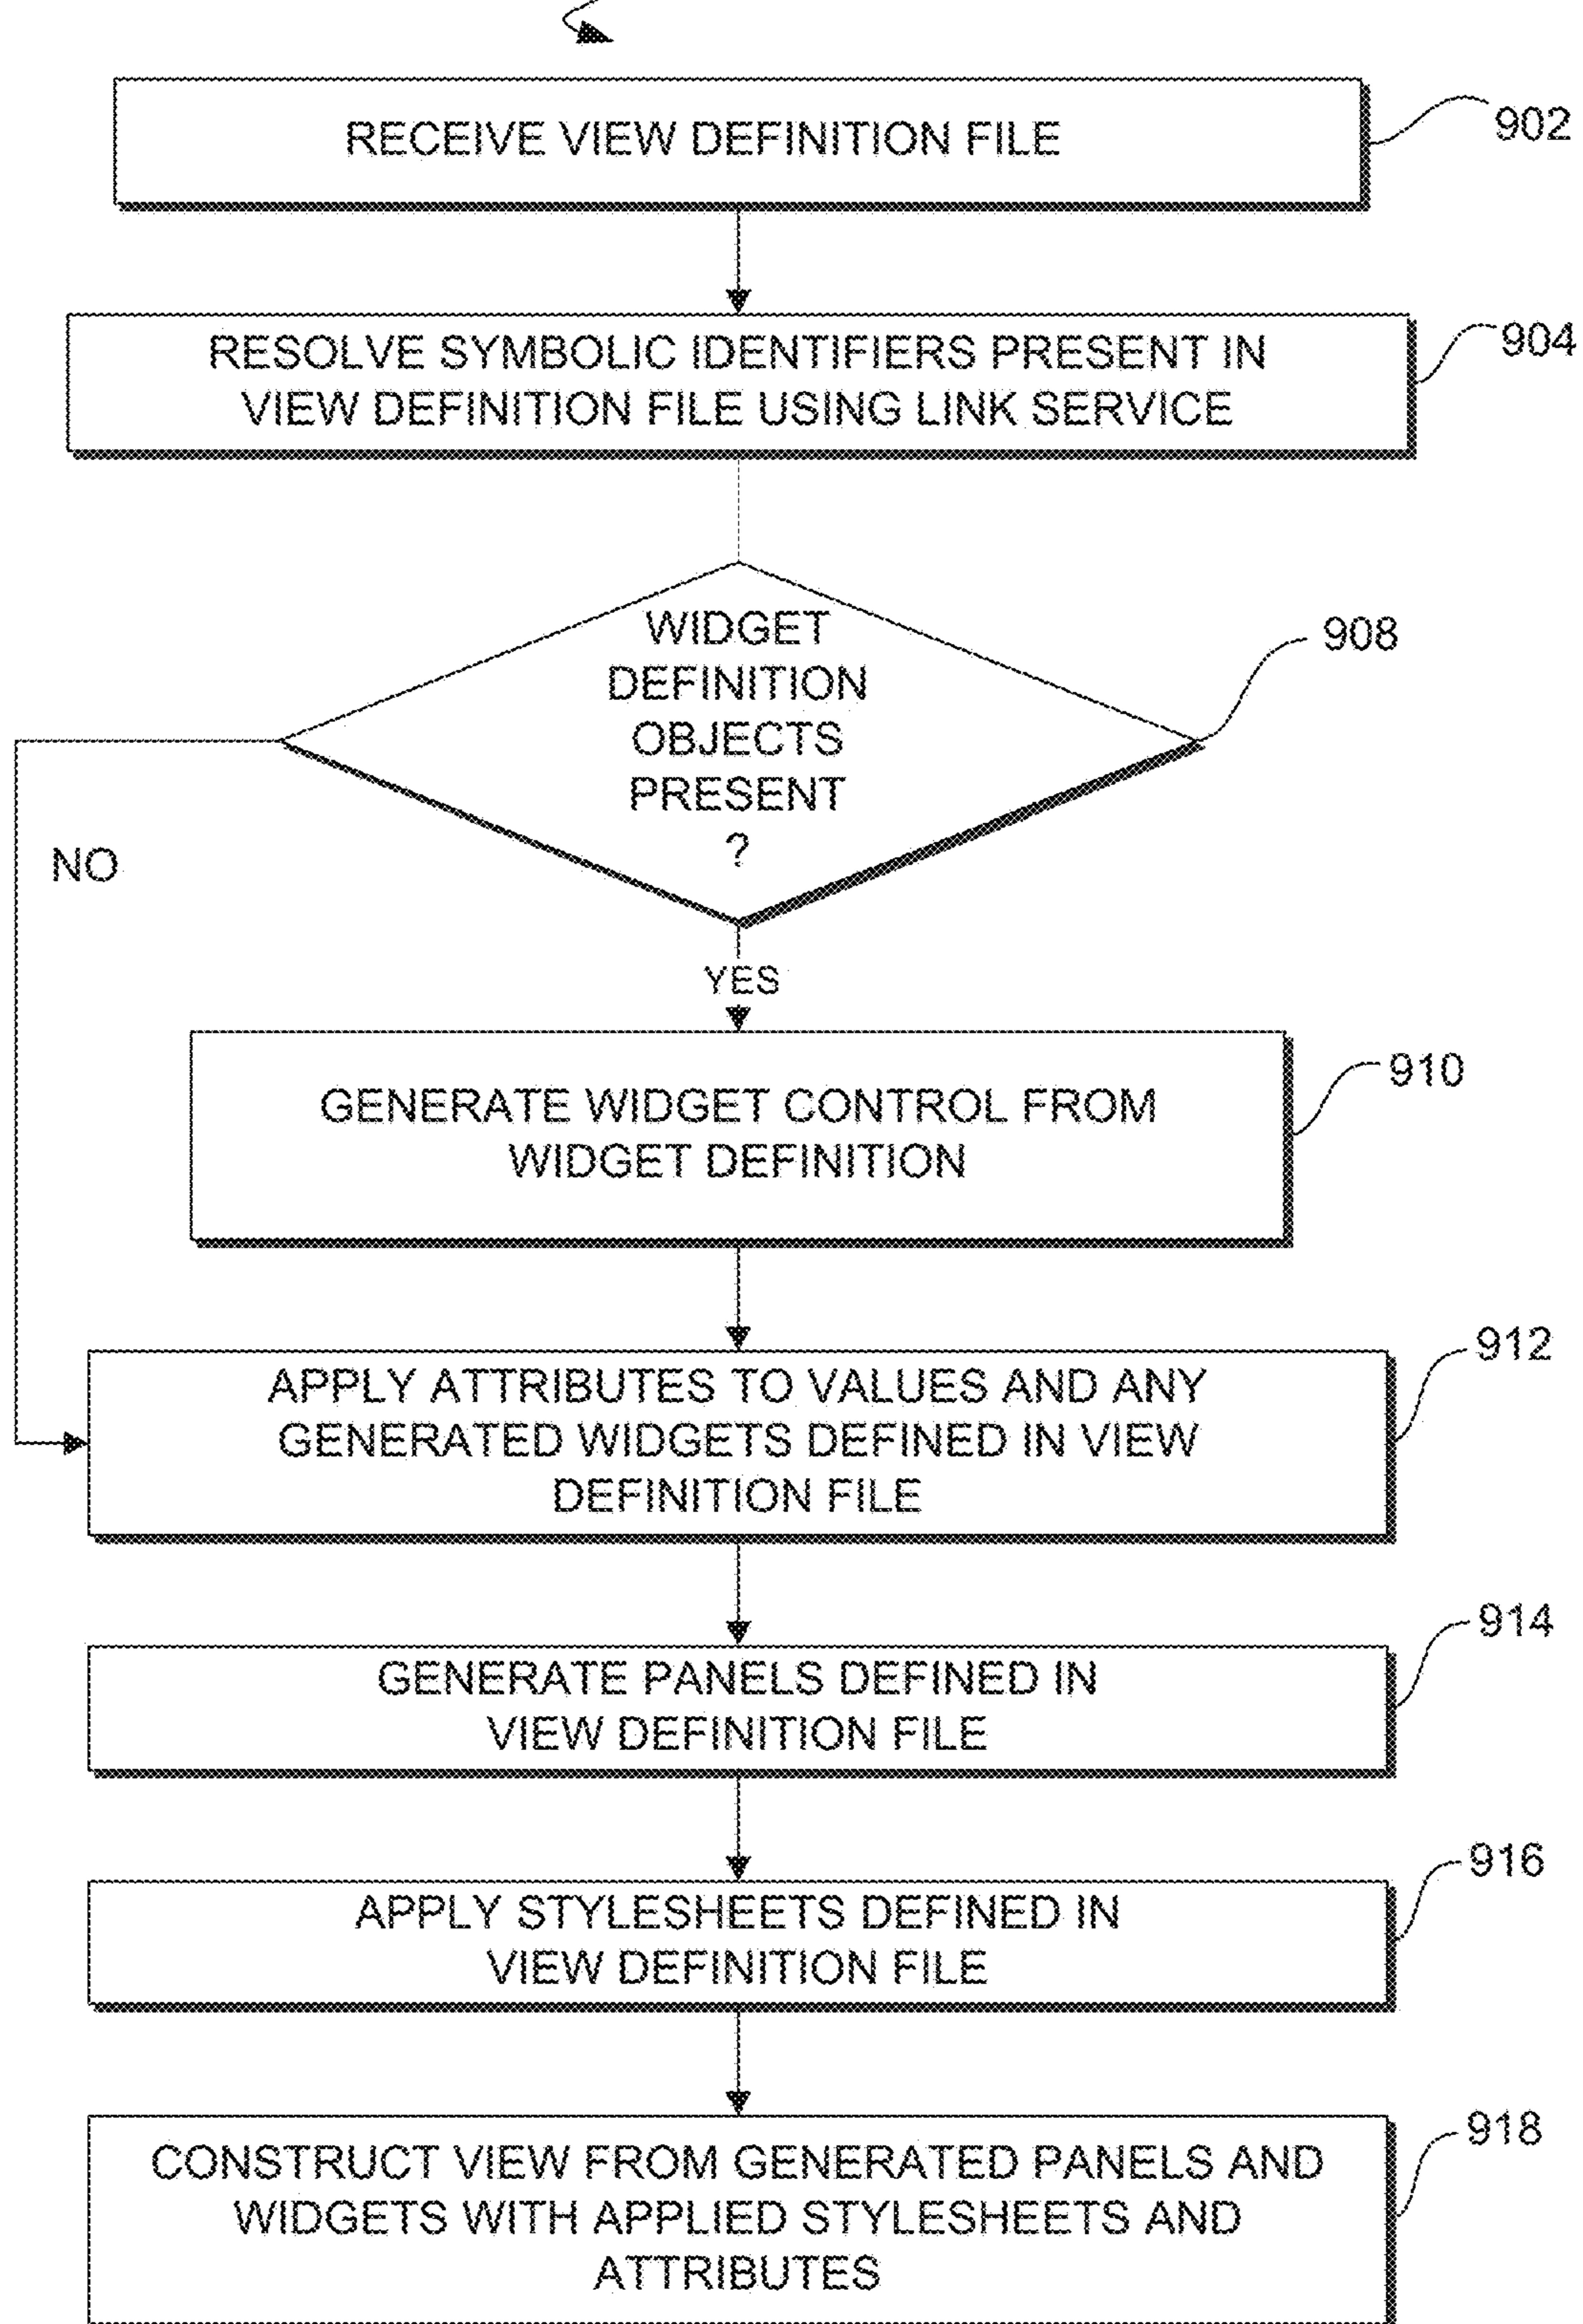 RECEIVE VIEW DEFINITION FILE
902
RESOLVE SYMBOLIC IDENTIFIERS PRESENT IN
VIEW DEFINITION FILE USING LINK SERVICE
904
WIDGET
DEFINITION
OBJECTS
PRESENT
?
908
NO
YES
GENERATE WIDGET CONTROL FROM
WIDGET DEFINITION
910
APPLY ATTRIBUTES TO VALUES AND ANY
GENERATED WIDGETS DEFINED IN VIEW
DEFINITION FILE
912
GENERATE PANELS DEFINED IN
VIEW DEFINITION FILE
914
APPLY STYLESHEETS DEFINED IN
VIEW DEFINITION FILE
916
CONSTRUCT VIEW FROM GENERATED PANELS AND
WIDGETS WITH APPLIED STYLESHEETS AND
ATTRIBUTES
918